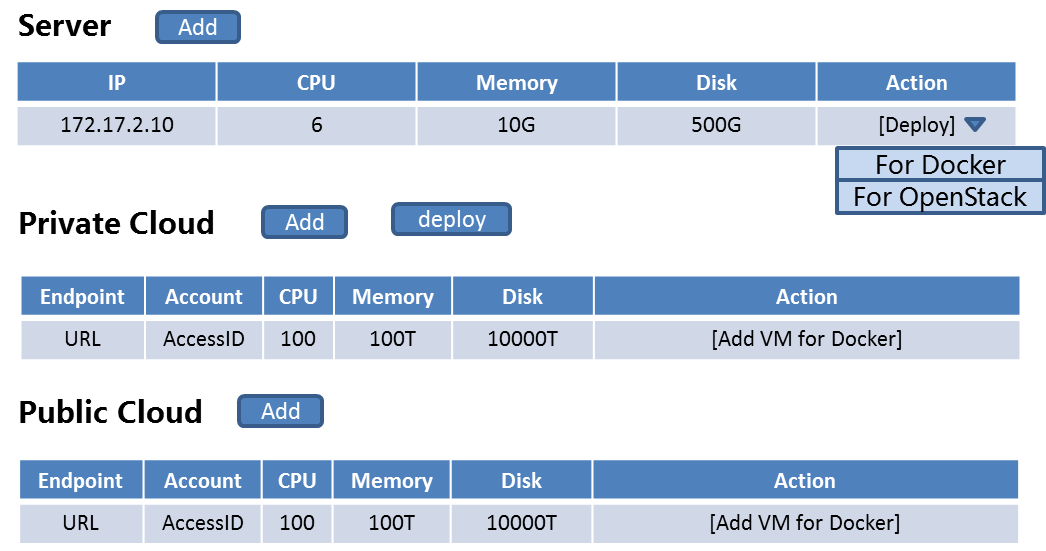 Server Add
IP CPU Memory Disk Action
172.17.2.10 6 10G 500G [Deploy]
For Docker
For OpenStack
Private Cloud Add deploy
Endpoint Account CPU Memory Disk Action
URL AccessID 100 100T 10000T [Add VM for Docker]
Public Cloud Add
Endpoint Account CPU Memory Disk Action
URL AccessID 100 100T 10000T [Add VM for Docker]